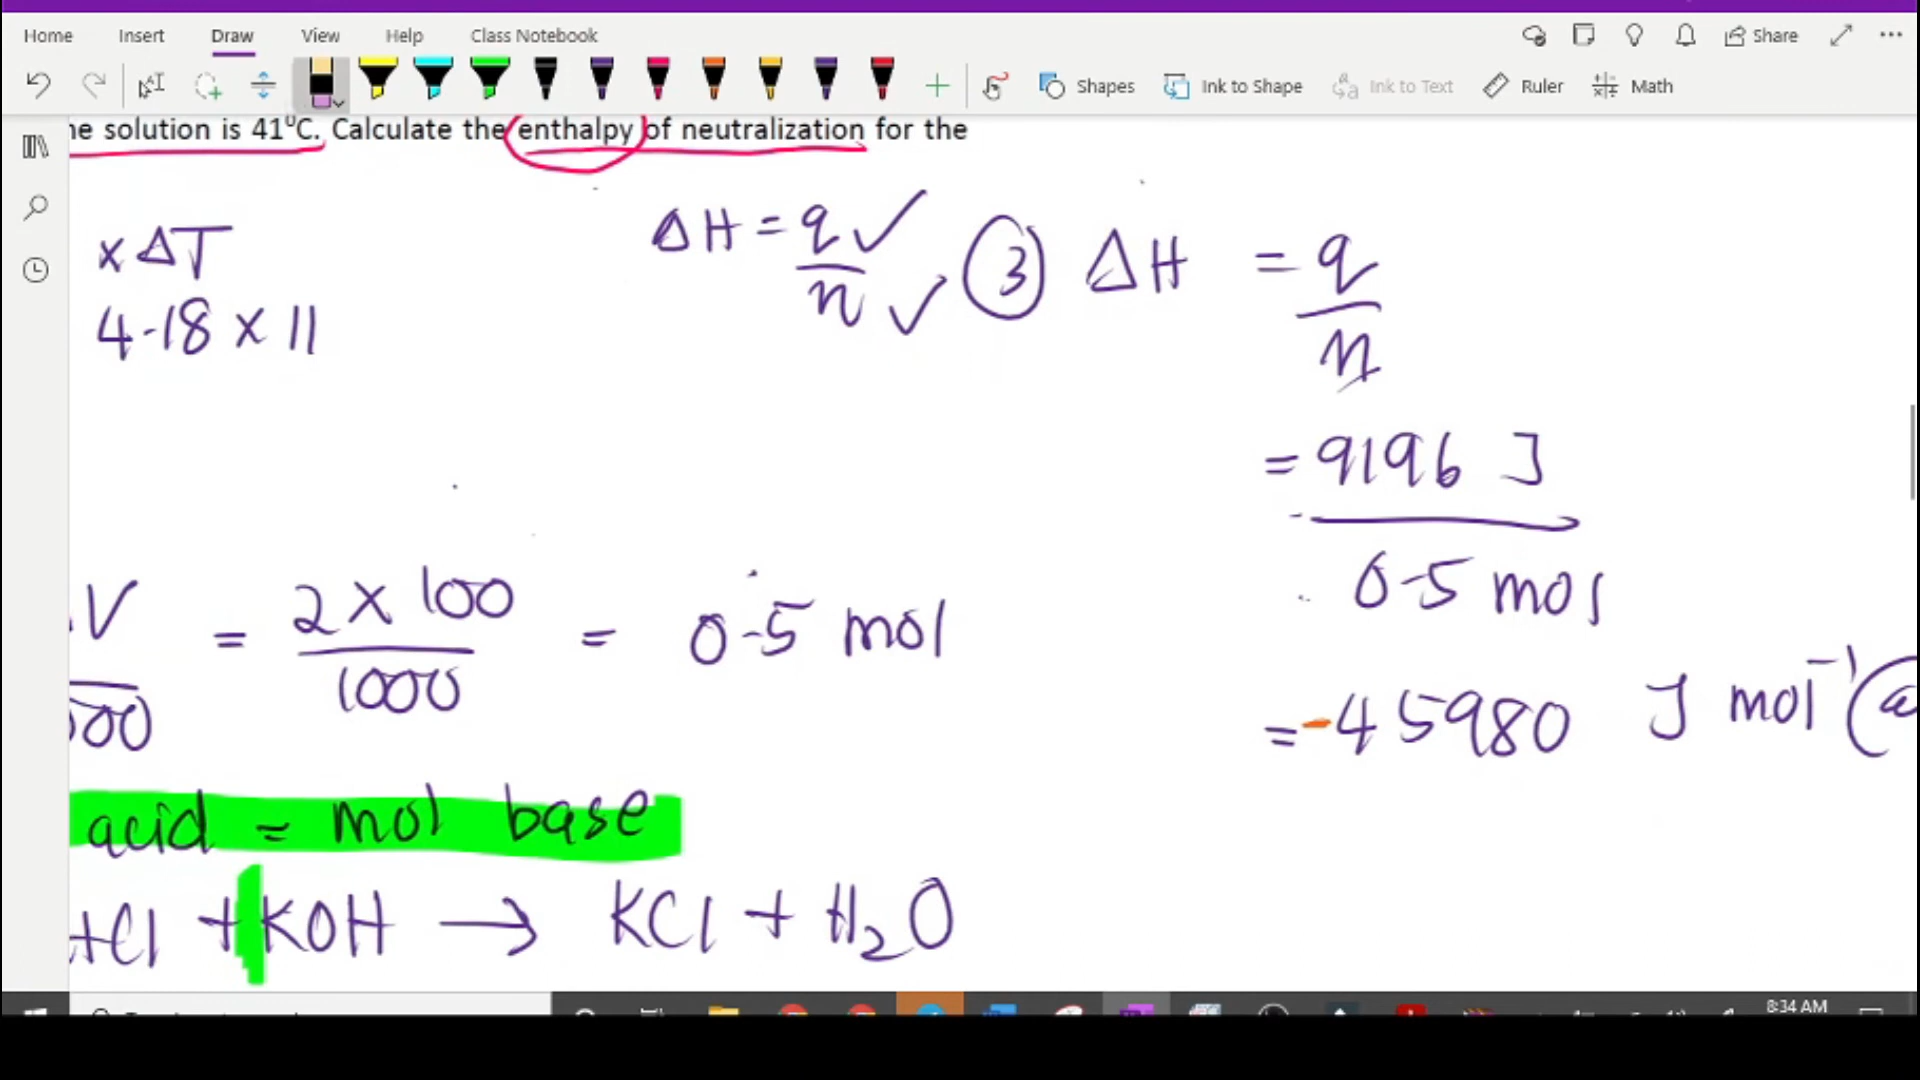 Home Insert Draw View Help Class Notebook Share
Shapes Ink to Shape Ink to Text Ruler Math
he solution is 41⁰C. Calculate the enthalpy of neutralization for the
ΔH = q/n
③ ΔH = q/n
x ΔT
4.18 x 11
= 9196 J
0.5 mol
V = 2 x 100 / 1000 = 0.5 mol
= -45980 J mol⁻¹
acid = mol base
+Cl + KOH → KCl + H₂O
8:34 AM